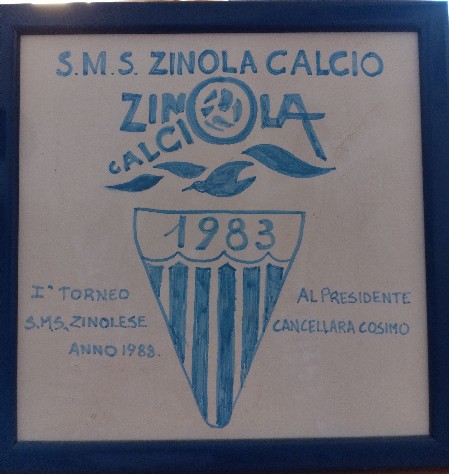 S.M.S. ZINOLA CALCIO
ZINOLA
CALCIO
1983
I° TORNEO
S.M.S. ZINOLESE
ANNO 1988.
AL PRESIDENTE
CANCELLARA COSIMO